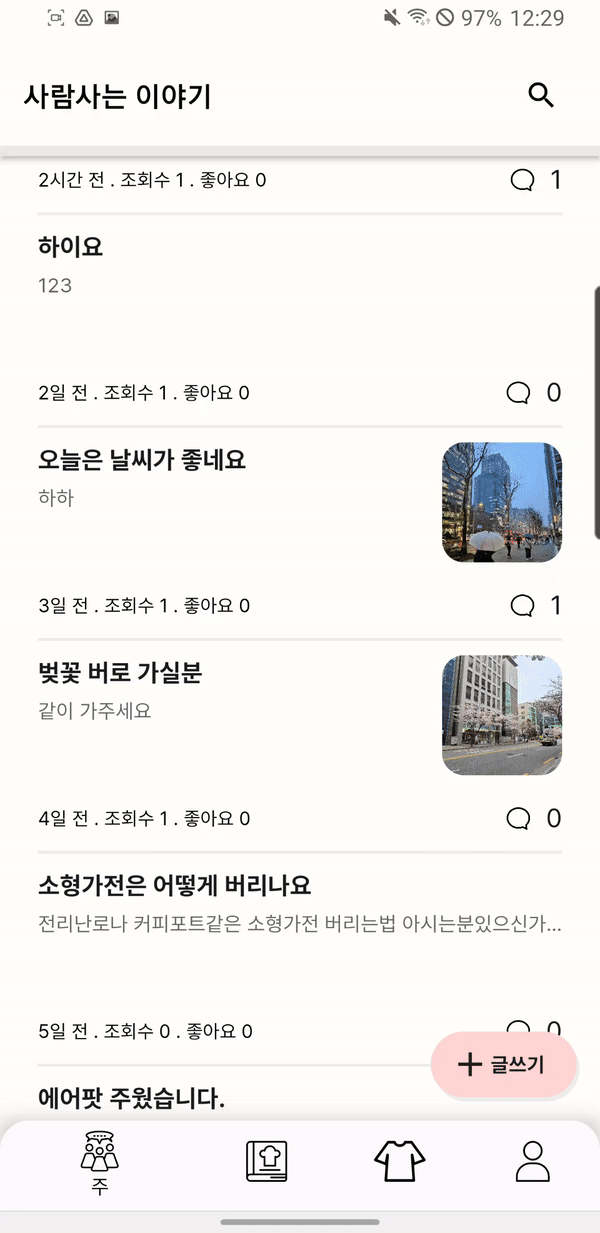 97% 12:29
사람사는 이야기
2시간 전 . 조회수 1 . 좋아요 0 1
하이요
123
2일 전 . 조회수 1 . 좋아요 0 0
오늘은 날씨가 좋네요
하하
3일 전 . 조회수 1 . 좋아요 0 1
벚꽃 버로 가실분
같이 가주세요
4일 전 . 조회수 1 . 좋아요 0 0
소형가전은 어떻게 버리나요
전리난로나 커피포트같은 소형가전 버리는법 아시는분있으신가...
5일 전 . 조회수 0 . 좋아요 0 0
글쓰기
에어팟 주웠습니다.
주